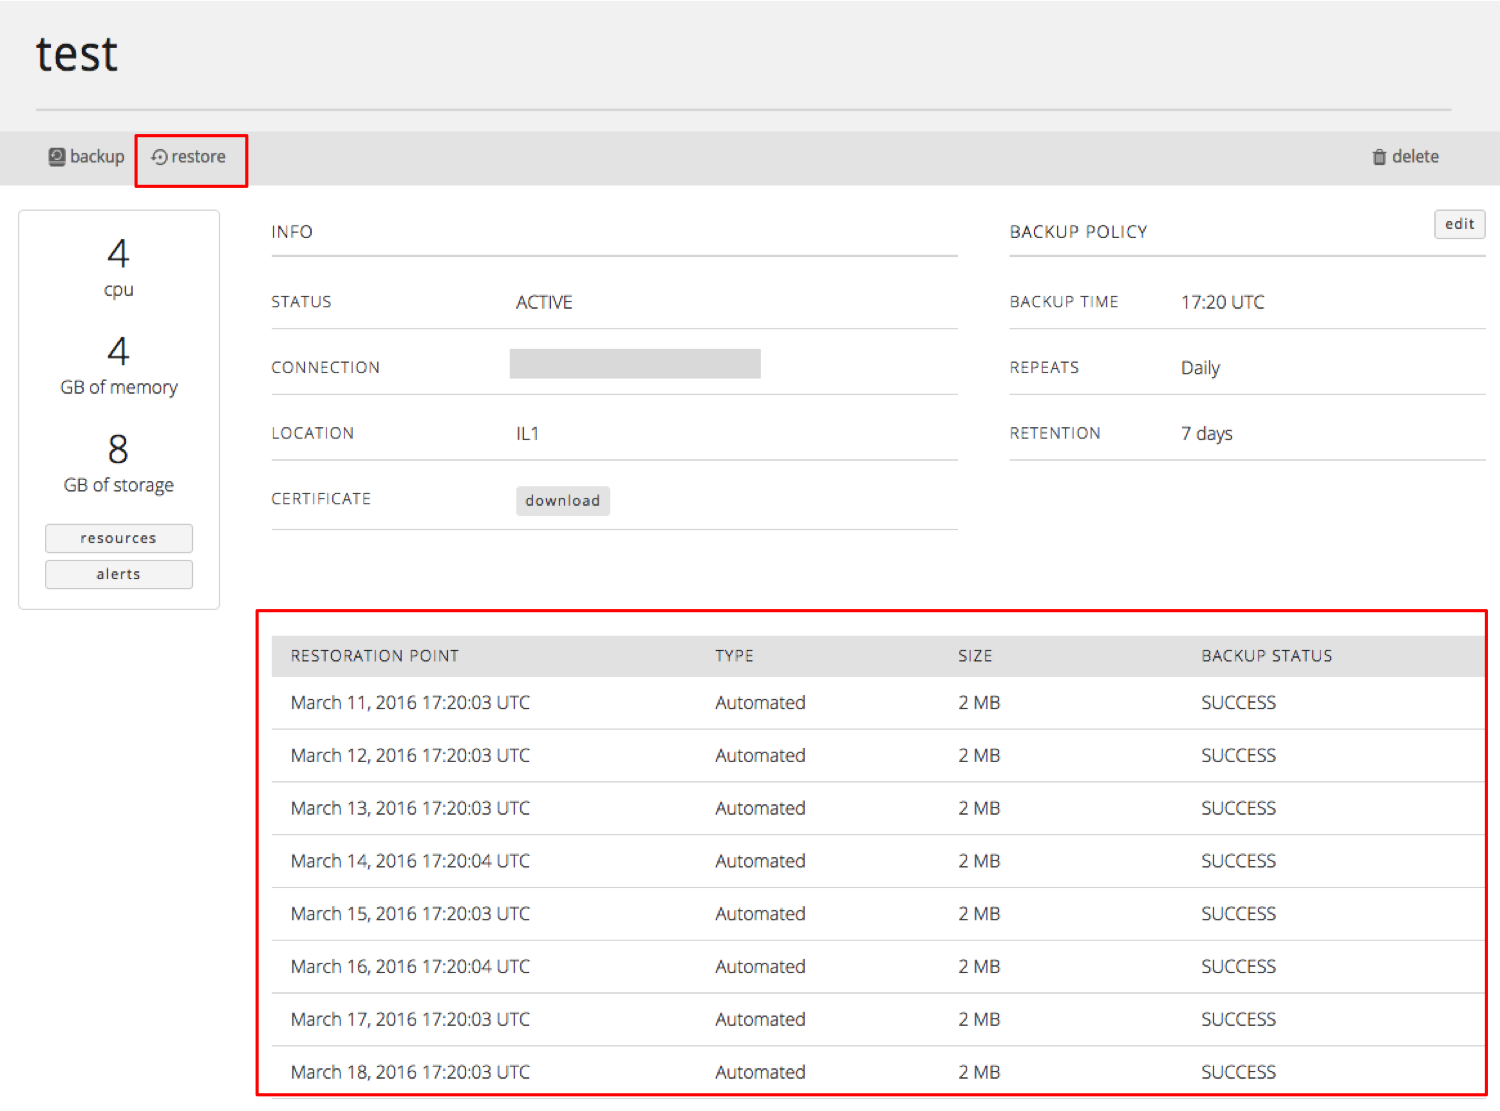 test
backup restore delete
4
cpu
4
GB of memory
8
GB of storage
resources
alerts
INFO
STATUS ACTIVE
CONNECTION
LOCATION IL1
CERTIFICATE download
BACKUP POLICY edit
BACKUP TIME 17:20 UTC
REPEATS Daily
RETENTION 7 days
RESTORATION POINT TYPE SIZE BACKUP STATUS
March 11, 2016 17:20:03 UTC Automated 2 MB SUCCESS
March 12, 2016 17:20:03 UTC Automated 2 MB SUCCESS
March 13, 2016 17:20:03 UTC Automated 2 MB SUCCESS
March 14, 2016 17:20:04 UTC Automated 2 MB SUCCESS
March 15, 2016 17:20:03 UTC Automated 2 MB SUCCESS
March 16, 2016 17:20:04 UTC Automated 2 MB SUCCESS
March 17, 2016 17:20:03 UTC Automated 2 MB SUCCESS
March 18, 2016 17:20:03 UTC Automated 2 MB SUCCESS